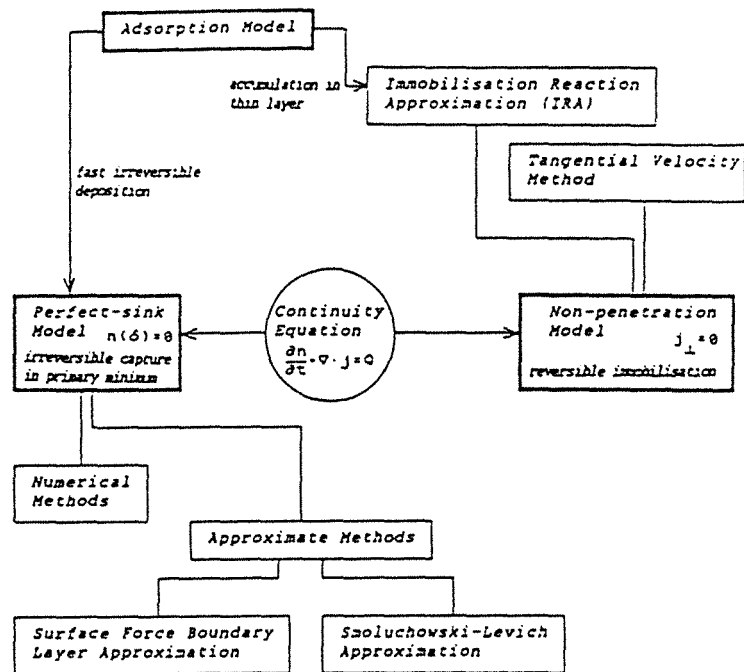 Adsorption Model
accumulation in
thin layer
Immobilisation Reaction
Approximation (IRA)
Tangential Velocity
Method
fast irreversible
deposition
Perfect-sink
Model n(δ)=0
irreversible capture
in primary minimum
Continuity
Equation
∂n/∂t + ∇ · j = 0
Non-penetration
Model j⊥=0
reversible immobilisation
Numerical
Methods
Approximate Methods
Surface Force Boundary
Layer Approximation
Smoluchowski-Levich
Approximation